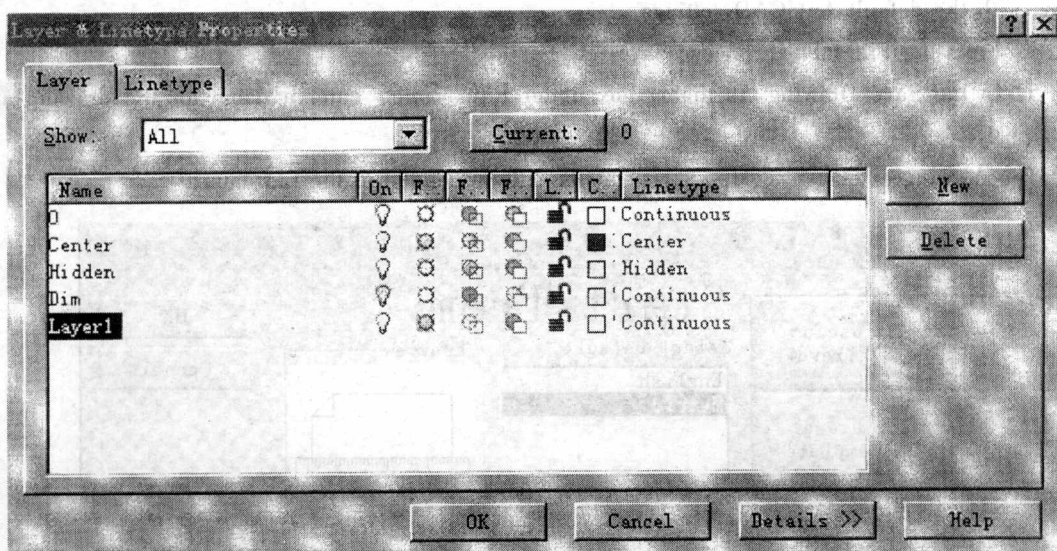 Layer & Linetype Properties
Layer Linetype
Show: All Current: 0
Name On F... F... F... L... C... Linetype
0 Continuous
Center Center
Hidden Hidden
Dim Continuous
Layer1 Continuous
New
Delete
OK Cancel Details >> Help